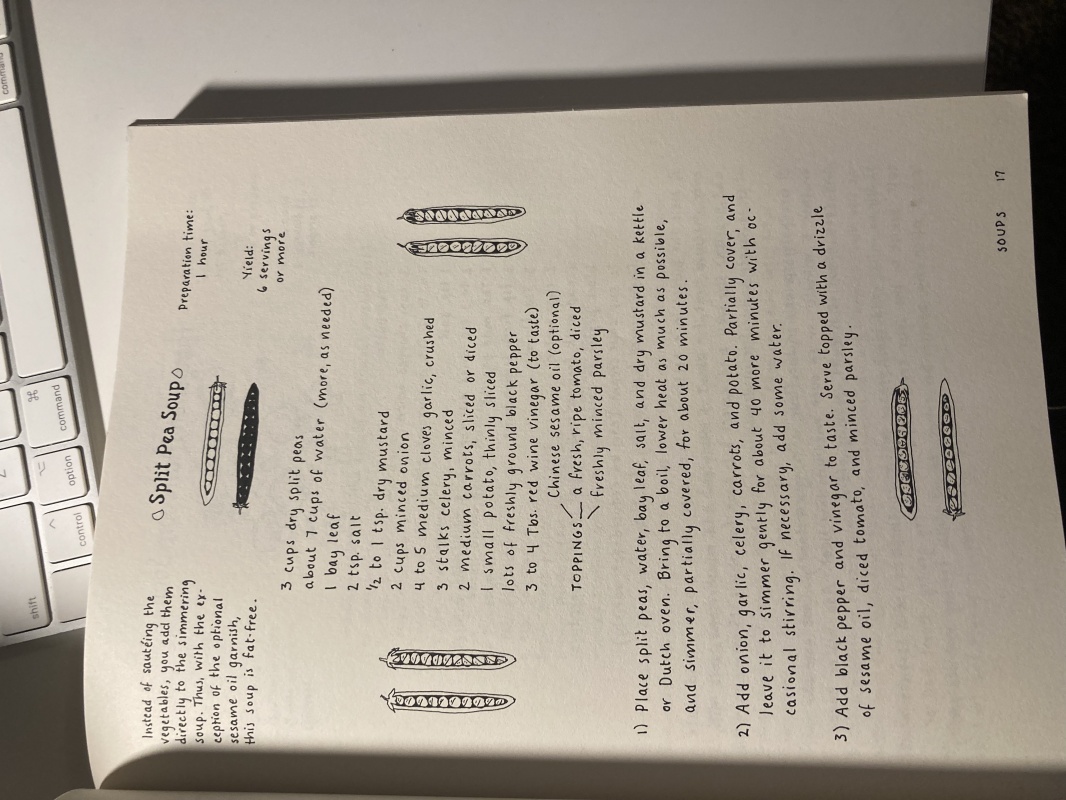 Split Pea Soup
Instead of sautéing the
vegetables, you add them
directly to the simmering
soup. Thus, with the ex-
ception of the optional
sesame oil garnish,
this soup is fat-free.
Preparation time:
1 hour
Yield:
6 servings
or more
3 cups dry split peas
about 7 cups of water (more, as needed)
1 bay leaf
2 tsp. salt
1/2 to 1 tsp. dry mustard
2 cups minced onion
4 to 5 medium cloves garlic, crushed
3 stalks celery, minced
2 medium carrots, sliced or diced
1 small potato, thinly sliced
lots of freshly ground black pepper
3 to 4 Tbs. red wine vinegar (to taste)
Chinese sesame oil (optional)
TOPPINGS a fresh, ripe tomato, diced
freshly minced parsley
1) Place split peas, water, bay leaf, salt, and dry mustard in a kettle
or Dutch oven. Bring to a boil, lower heat as much as possible,
and simmer, partially covered, for about 20 minutes.
2) Add onion, garlic, celery, carrots, and potato. Partially cover, and
leave it to simmer gently for about 40 more minutes with oc-
casional stirring. If necessary, add some water.
3) Add black pepper and vinegar to taste. Serve topped with a drizzle
of sesame oil, diced tomato, and minced parsley.
SOUPS 17
shift
control
option
⌘
command
command